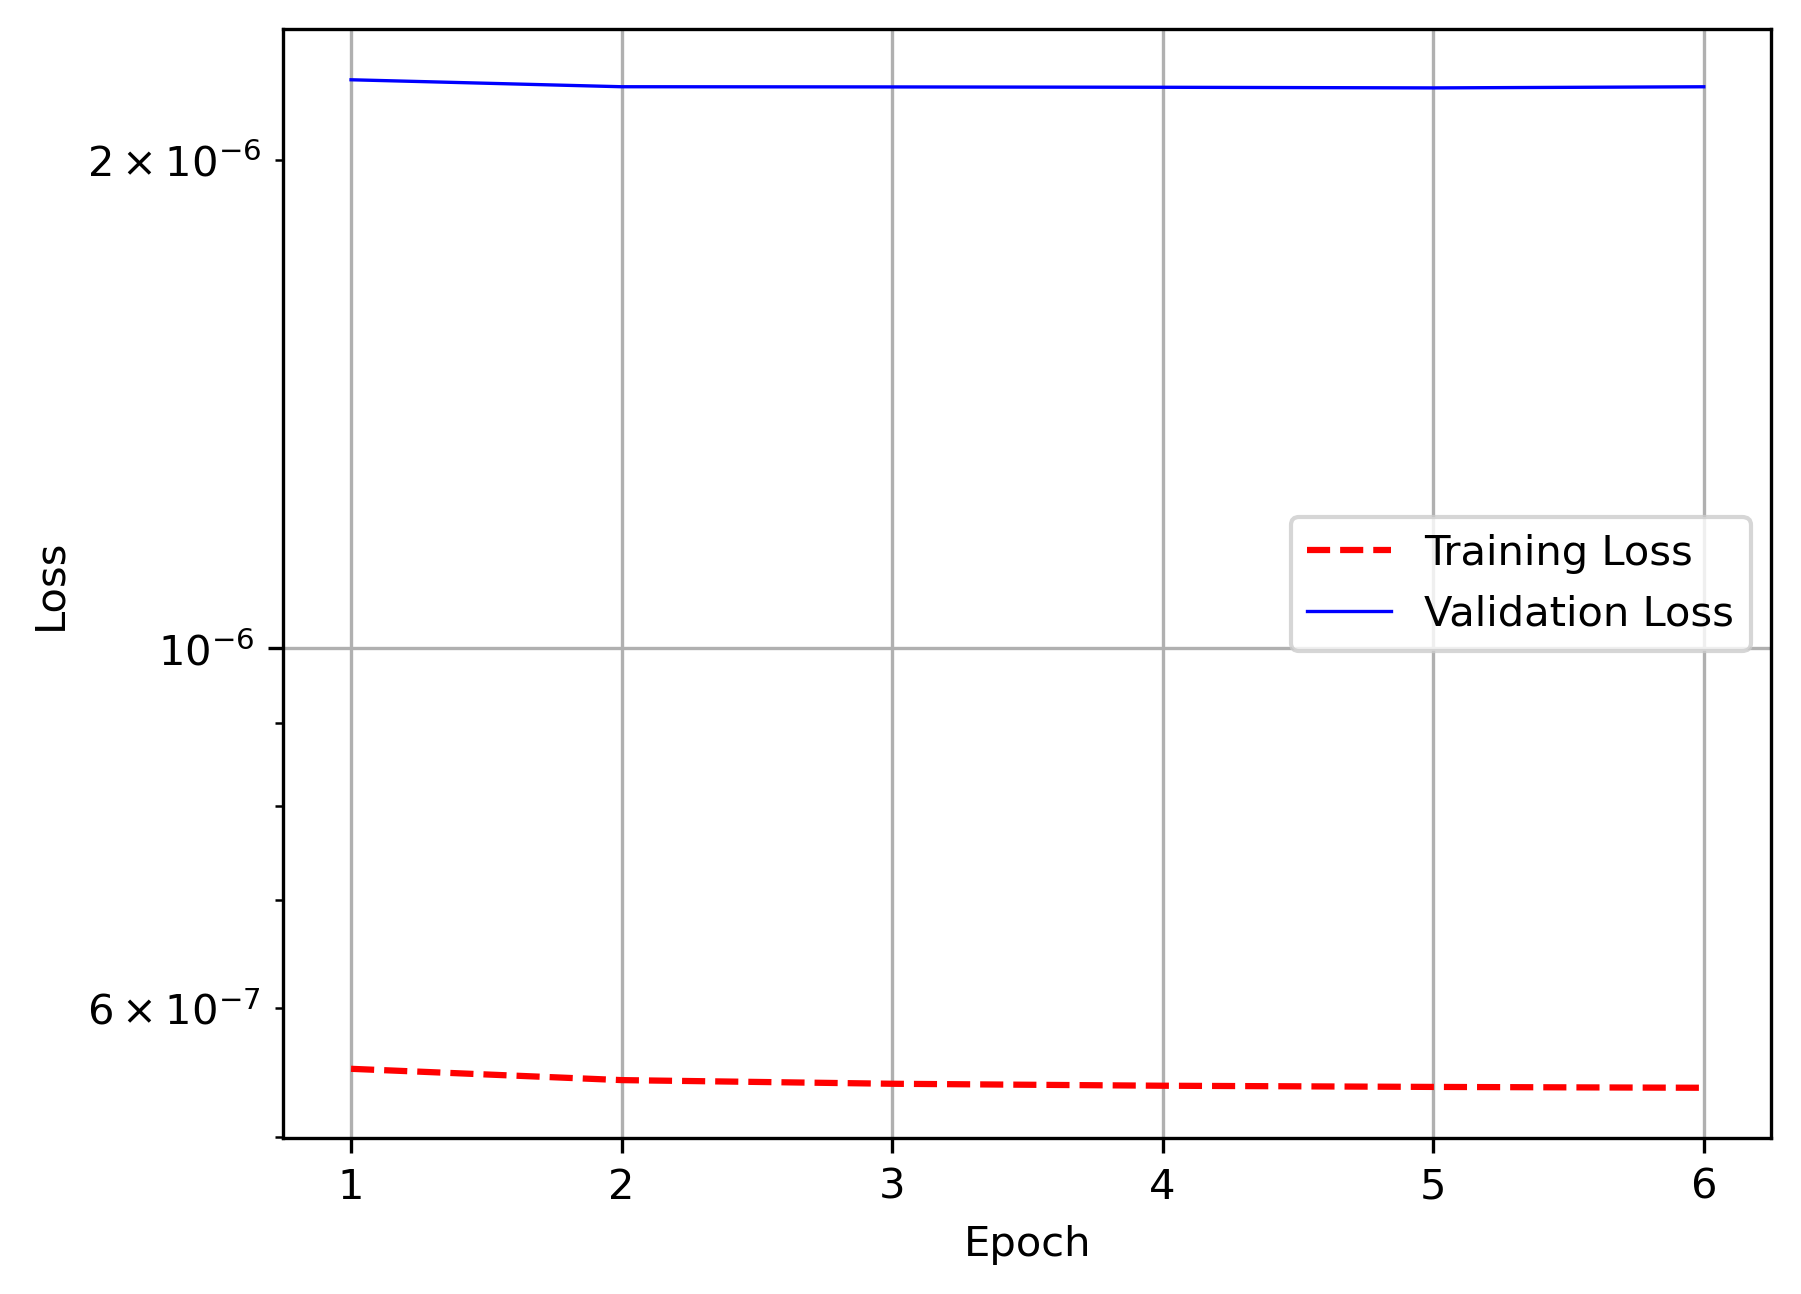 2 × 10⁻⁶
10⁻⁶
6 × 10⁻⁷
Loss
Training Loss
Validation Loss
1 2 3 4 5 6
Epoch